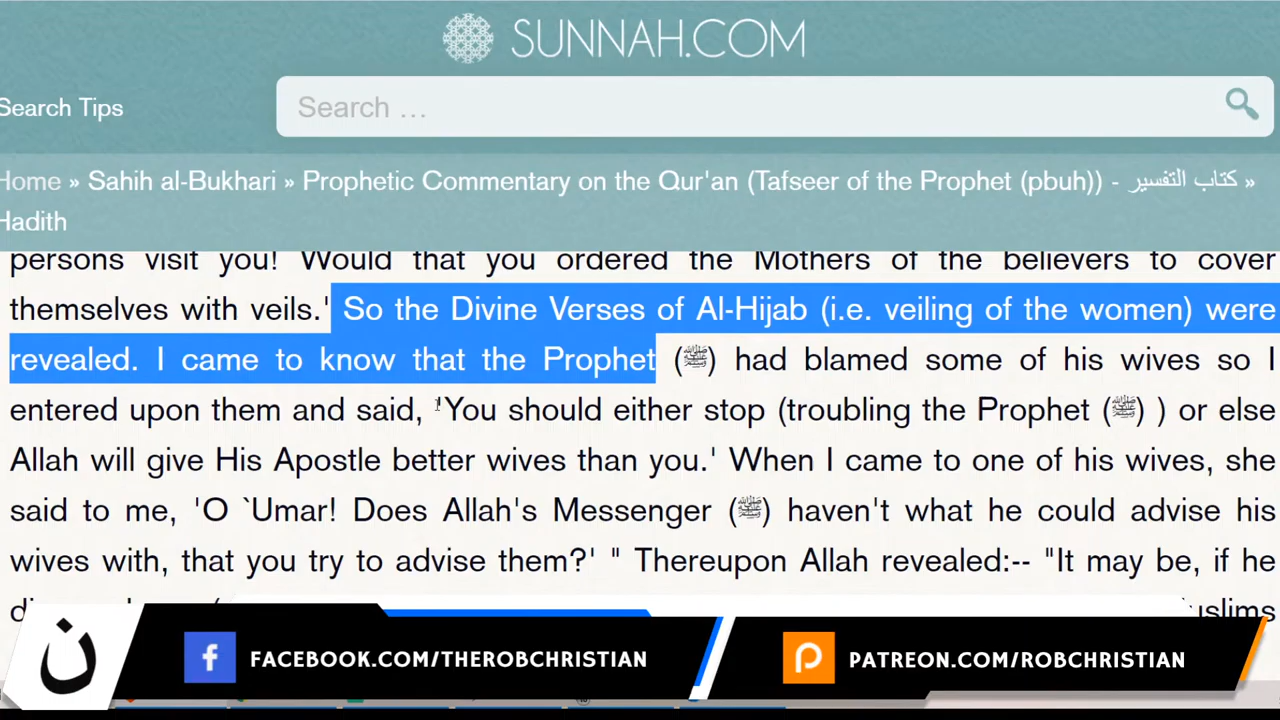 SUNNAH.COM
Search Tips
Search ...
Home » Sahih al-Bukhari » Prophetic Commentary on the Qur'an (Tafseer of the Prophet (pbuh)) - كتاب التفسير »
Hadith
persons visit you! Would that you ordered the Mothers of the believers to cover
themselves with veils.' So the Divine Verses of Al-Hijab (i.e. veiling of the women) were
revealed. I came to know that the Prophet (ﷺ) had blamed some of his wives so I
entered upon them and said, 'You should either stop (troubling the Prophet (ﷺ) ) or else
Allah will give His Apostle better wives than you.' When I came to one of his wives, she
said to me, 'O `Umar! Does Allah's Messenger (ﷺ) haven't what he could advise his
wives with, that you try to advise them?' " Thereupon Allah revealed:-- "It may be, if he
ن
FACEBOOK.COM/THEROBCHRISTIAN
PATREON.COM/ROBCHRISTIAN